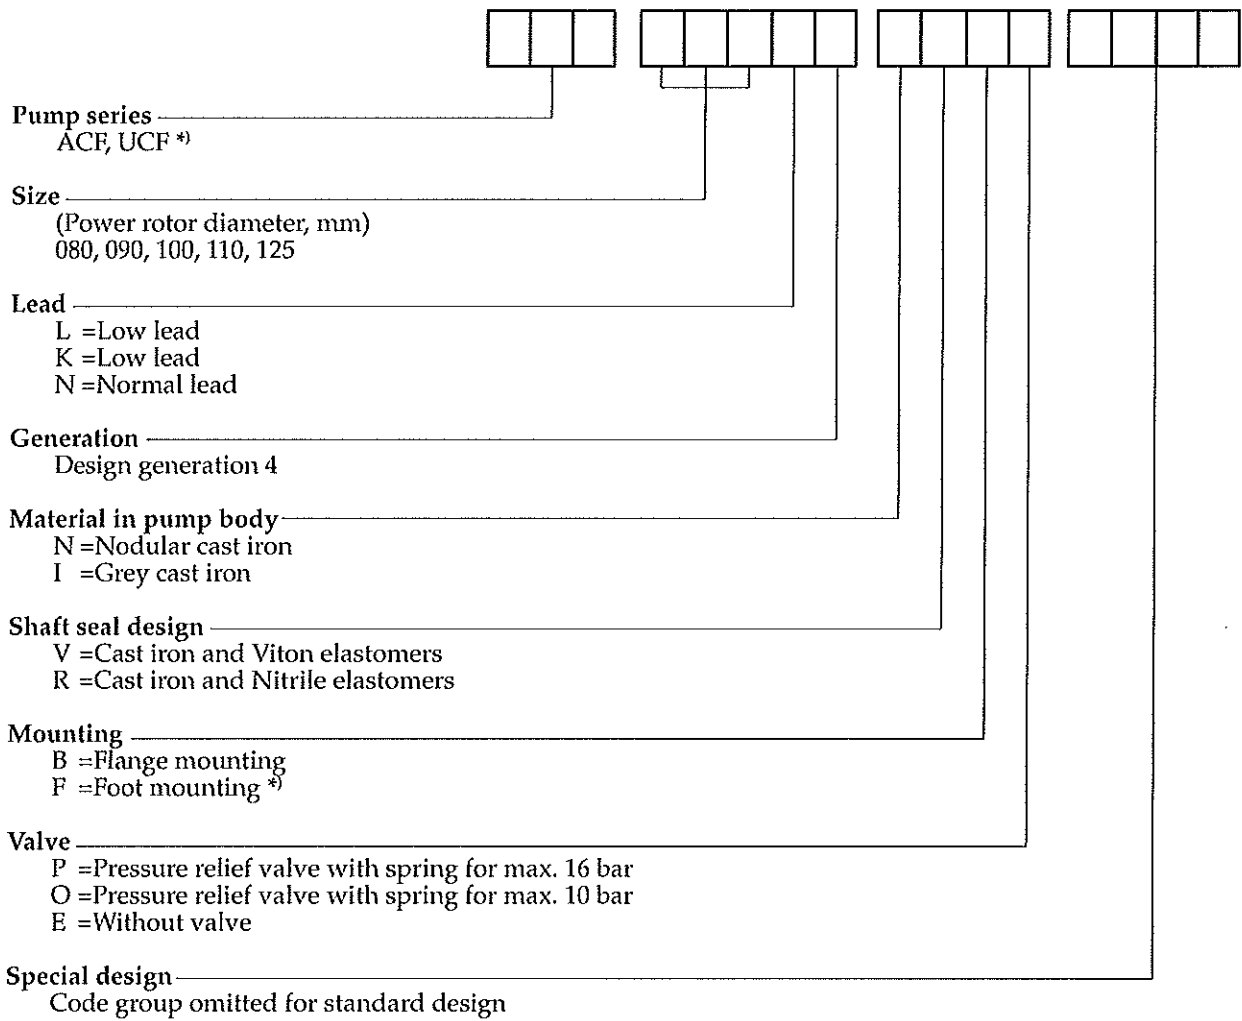 Pump series
ACF, UCF *)
Size
(Power rotor diameter, mm)
080, 090, 100, 110, 125
Lead
L =Low lead
K =Low lead
N =Normal lead
Generation
Design generation 4
Material in pump body
N =Nodular cast iron
I =Grey cast iron
Shaft seal design
V =Cast iron and Viton elastomers
R =Cast iron and Nitrile elastomers
Mounting
B =Flange mounting
F =Foot mounting *)
Valve
P =Pressure relief valve with spring for max. 16 bar
O =Pressure relief valve with spring for max. 10 bar
E =Without valve
Special design
Code group omitted for standard design